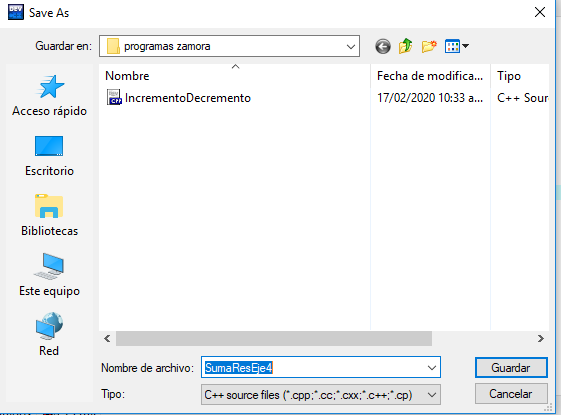 Save As
Guardar en: programas zamora
Nombre Fecha de modifica... Tipo
IncrementoDecremento 17/02/2020 10:33 a... C++ Sour
Acceso rápido
Escritorio
Bibliotecas
Este equipo
Red
Nombre de archivo: SumaResEje4 Guardar
Tipo: C++ source files (*.cpp;*.cc;*.cxx;*.c++;*.cp) Cancelar